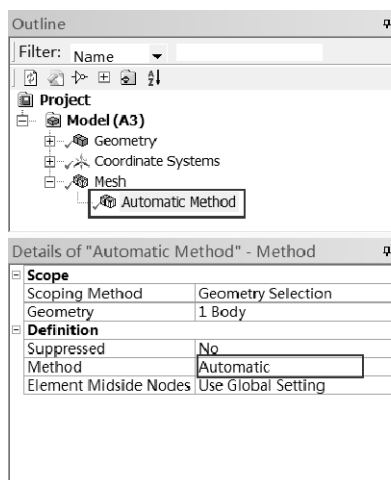 Outline
Filter: Name
Project
Model (A3)
Geometry
Coordinate Systems
Mesh
Automatic Method
Details of "Automatic Method" - Method
Scope
Scoping Method Geometry Selection
Geometry 1 Body
Definition
Suppressed No
Method Automatic
Element Midside Nodes Use Global Setting